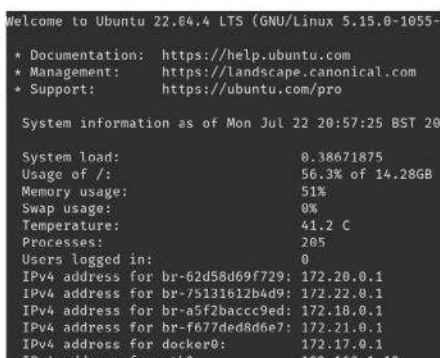 Welcome to Ubuntu 22.04.4 LTS (GNU/Linux 5.15.0-1055-
* Documentation: https://help.ubuntu.com
* Management: https://landscape.canonical.com
* Support: https://ubuntu.com/pro
System information as of Mon Jul 22 20:57:25 BST 20
System load: 0.38671875
Usage of /: 56.3% of 14.28GB
Memory usage: 51%
Swap usage: 0%
Temperature: 41.2 C
Processes: 205
Users logged in: 0
IPv4 address for br-62d58d69f729: 172.20.0.1
IPv4 address for br-75131612b4d9: 172.22.0.1
IPv4 address for br-a5f2baccc9ed: 172.18.0.1
IPv4 address for br-f677ded8d6e7: 172.21.0.1
IPv4 address for docker0: 172.17.0.1